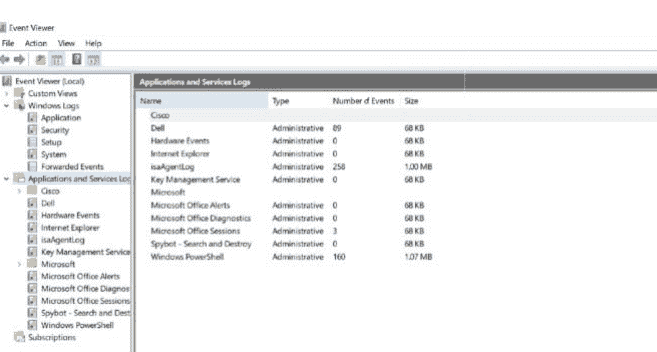 Event Viewer
File Action View Help
Event Viewer (Local)
Custom Views
Windows Logs
Application
Security
Setup
System
Forwarded Events
Applications and Services Log
Cisco
Dell
Hardware Events
Internet Explorer
isaAgentLog
Key Management Service
Microsoft
Microsoft Office Alerts
Microsoft Office Diagnos
Microsoft Office Sessions
Spybot - Search and Dest
Windows PowerShell
Subscriptions
Applications and Services Logs
Name Type Number of Events Size
Cisco
Dell Administrative 89 68 KB
Hardware Events Administrative 0 68 KB
Internet Explorer Administrative 0 68 KB
isaAgentLog Administrative 258 1.00 MB
Key Management Service Administrative 0 68 KB
Microsoft
Microsoft Office Alerts Administrative 0 68 KB
Microsoft Office Diagnostics Administrative 0 68 KB
Microsoft Office Sessions Administrative 3 68 KB
Spybot - Search and Destroy Administrative 0 68 KB
Windows PowerShell Administrative 160 1.07 MB